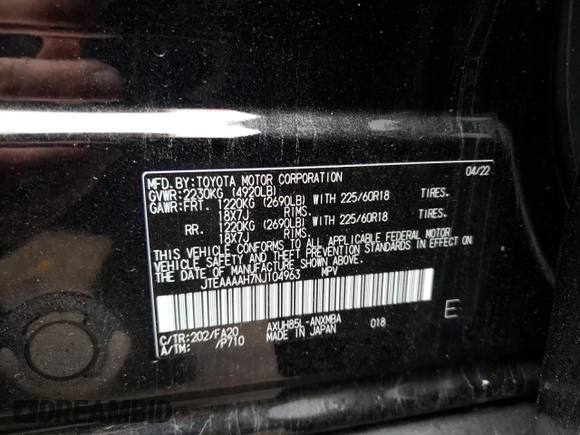 MFD. BY: TOYOTA MOTOR CORPORATION 04/22
GVWR: 2230KG (4920LB)
GAWR: FRT. 1220KG (2690LB) WITH 225/60R18 TIRES.
18X7J RIMS.
RR. 1220KG (2690LB) WITH 225/60R18 TIRES.
18X7J RIMS.
THIS VEHICLE CONFORMS TO ALL APPLICABLE FEDERAL MOTOR
VEHICLE SAFETY AND THEFT PREVENTION STANDARDS IN EFFECT ON
THE DATE OF MANUFACTURE SHOWN ABOVE.
JTEAAAAH7NJ104963 MPV
E
C/TR: 202/FA20 AXUH85L-ANXMBA
A/TM: /P710 MADE IN JAPAN 018
DREAMBID